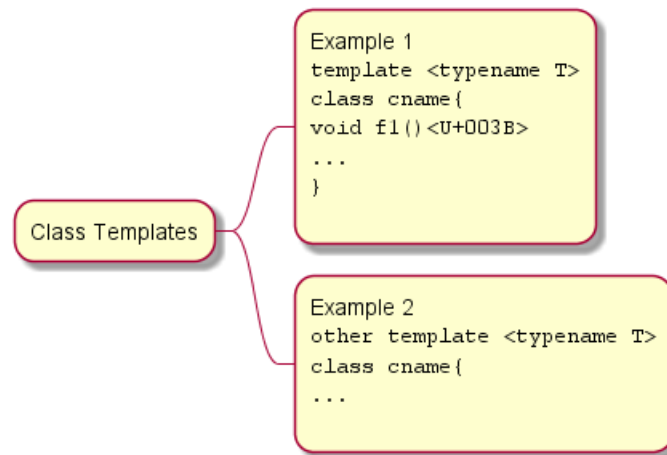 Class Templates
Example 1
template <typename T>
class cname{
void f1()<U+003B>
...
}
Example 2
other template <typename T>
class cname{
...